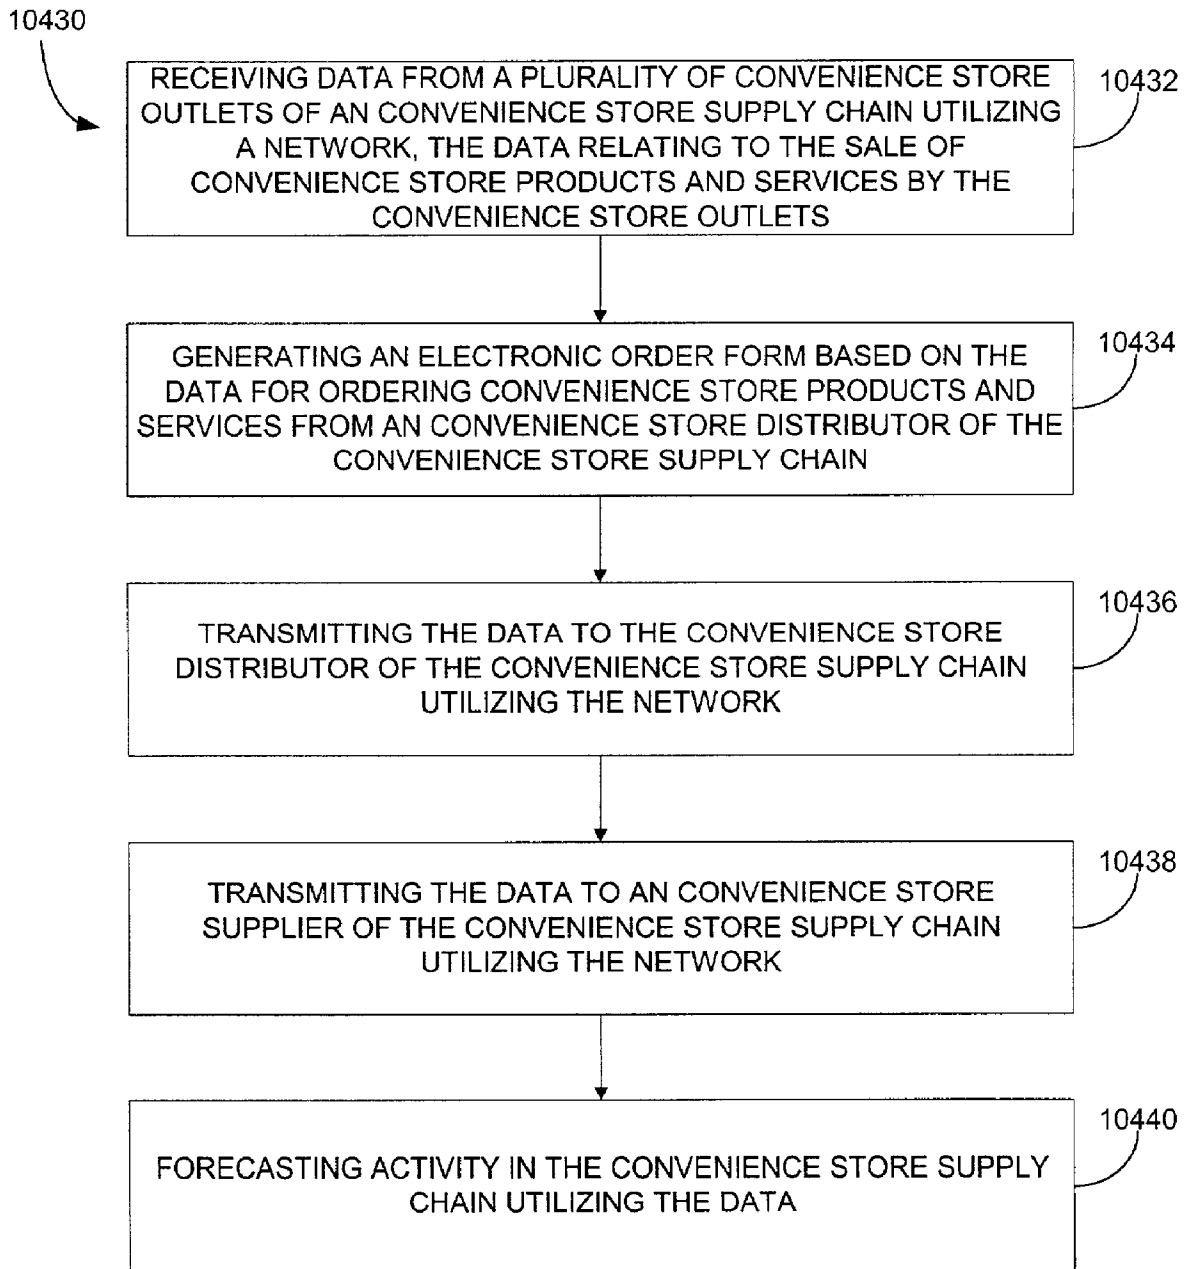 10430
RECEIVING DATA FROM A PLURALITY OF CONVENIENCE STORE
OUTLETS OF AN CONVENIENCE STORE SUPPLY CHAIN UTILIZING
A NETWORK, THE DATA RELATING TO THE SALE OF
CONVENIENCE STORE PRODUCTS AND SERVICES BY THE
CONVENIENCE STORE OUTLETS
10432
GENERATING AN ELECTRONIC ORDER FORM BASED ON THE
DATA FOR ORDERING CONVENIENCE STORE PRODUCTS AND
SERVICES FROM AN CONVENIENCE STORE DISTRIBUTOR OF THE
CONVENIENCE STORE SUPPLY CHAIN
10434
TRANSMITTING THE DATA TO THE CONVENIENCE STORE
DISTRIBUTOR OF THE CONVENIENCE STORE SUPPLY CHAIN
UTILIZING THE NETWORK
10436
TRANSMITTING THE DATA TO AN CONVENIENCE STORE
SUPPLIER OF THE CONVENIENCE STORE SUPPLY CHAIN
UTILIZING THE NETWORK
10438
FORECASTING ACTIVITY IN THE CONVENIENCE STORE SUPPLY
CHAIN UTILIZING THE DATA
10440